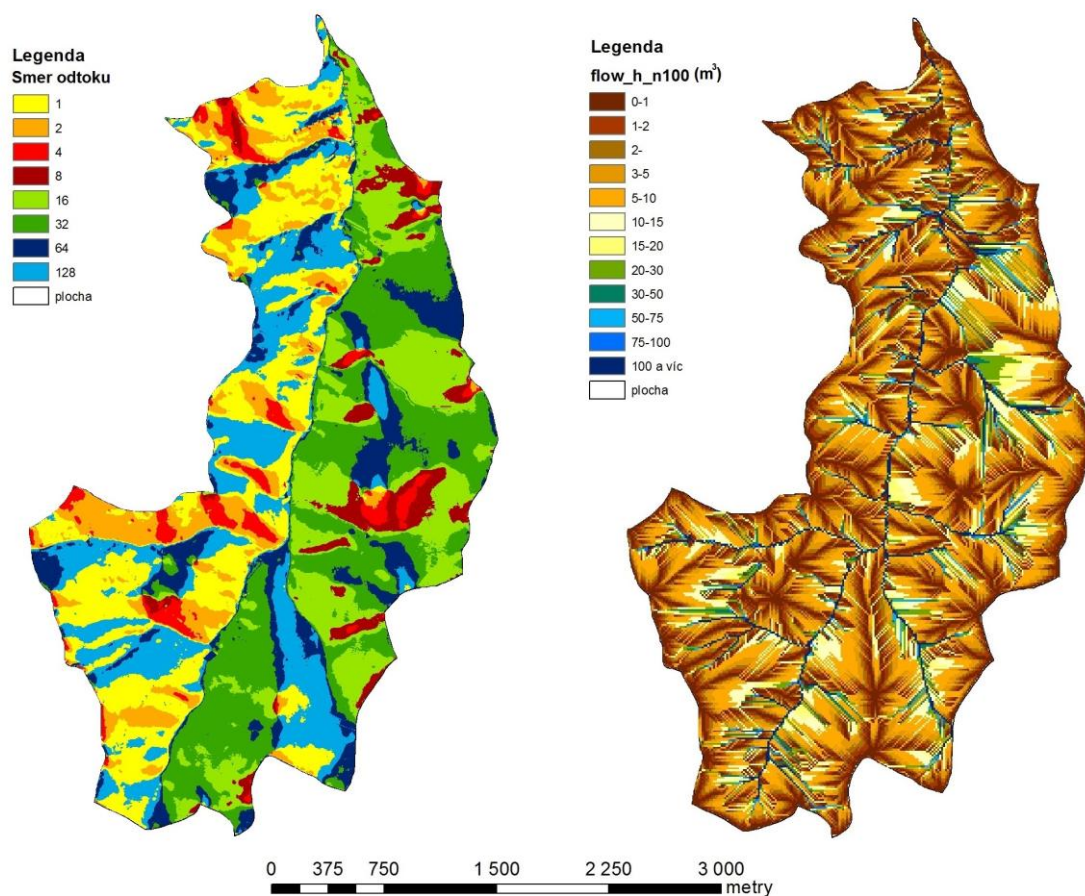 Legenda
Smer odtoku
1
2
4
8
16
32
64
128
plocha
Legenda
flow_h_n100 (m³)
0-1
1-2
2-
3-5
5-10
10-15
15-20
20-30
30-50
50-75
75-100
100 a víc
plocha
0 375 750 1 500 2 250 3 000
metry